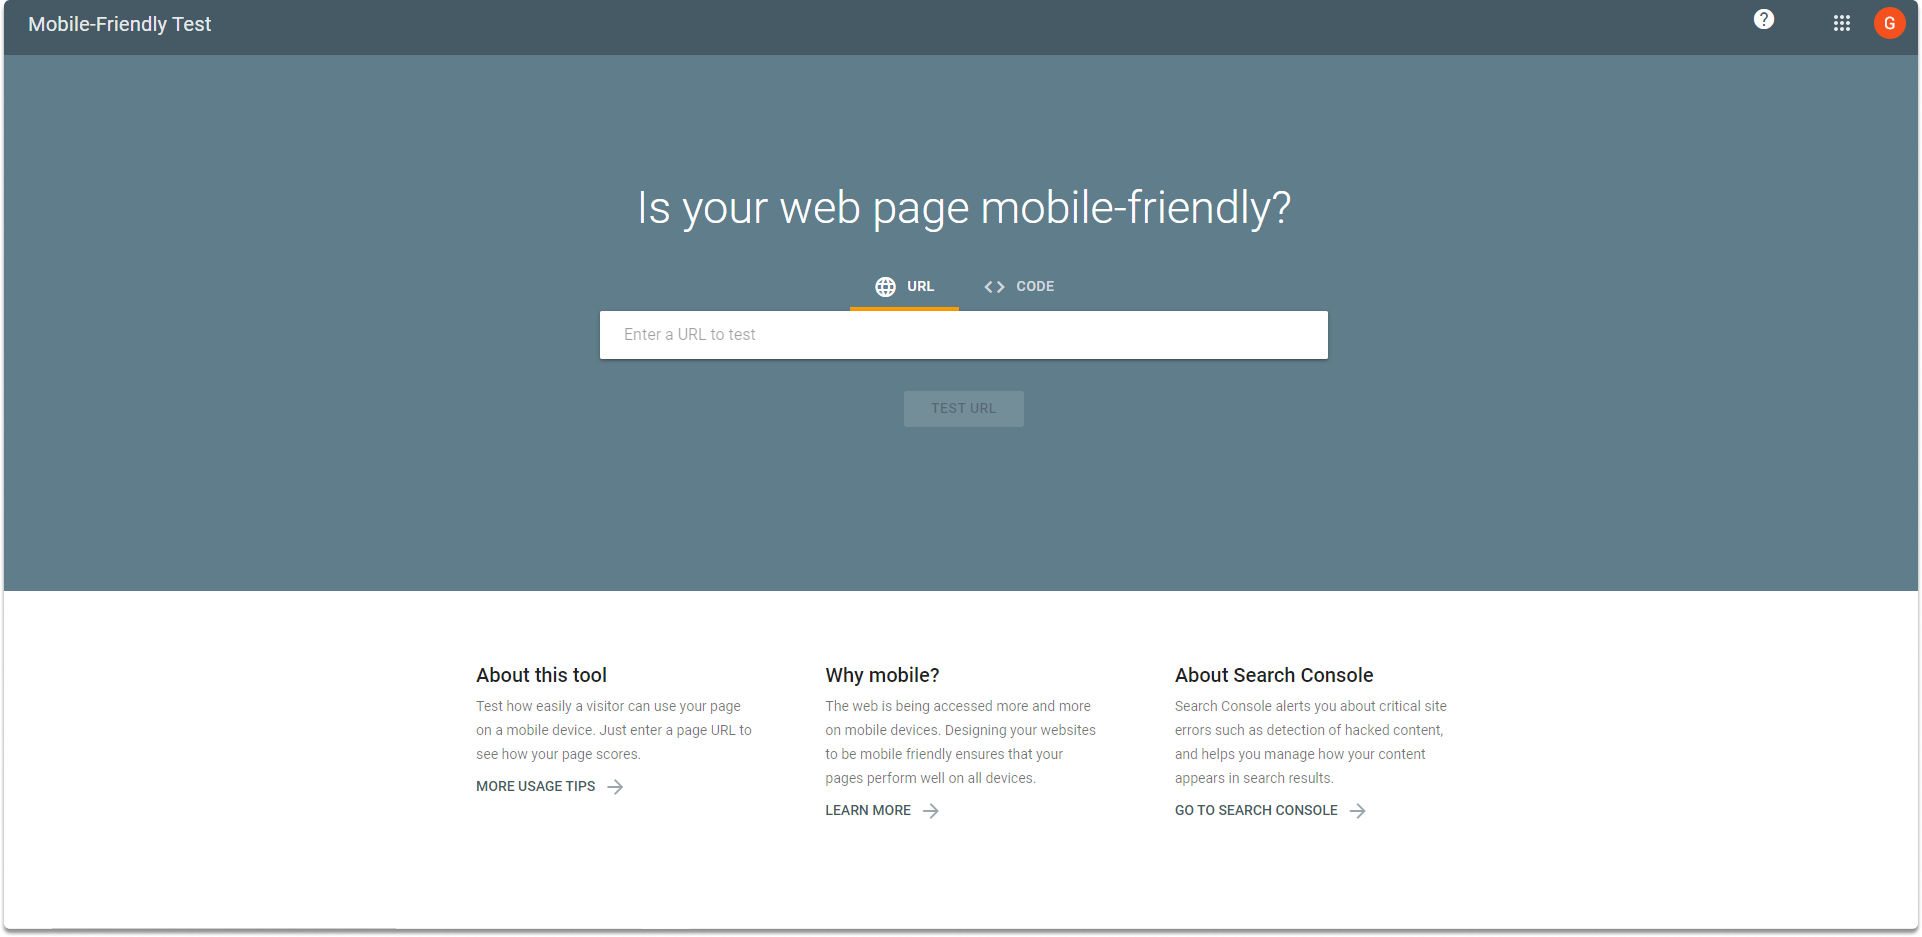 Mobile-Friendly Test
?
G
Is your web page mobile-friendly?
URL
CODE
Enter a URL to test
TEST URL
About this tool
Test how easily a visitor can use your page
on a mobile device. Just enter a page URL to
see how your page scores.
MORE USAGE TIPS
Why mobile?
The web is being accessed more and more
on mobile devices. Designing your websites
to be mobile friendly ensures that your
pages perform well on all devices.
LEARN MORE
About Search Console
Search Console alerts you about critical site
errors such as detection of hacked content,
and helps you manage how your content
appears in search results.
GO TO SEARCH CONSOLE